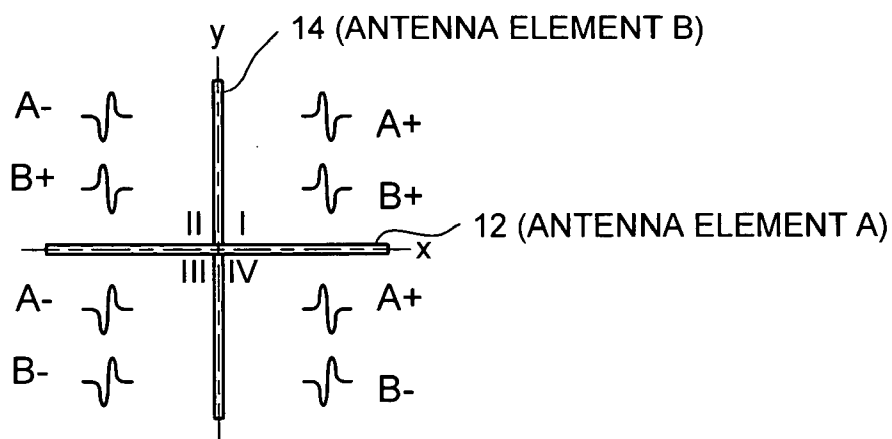 y
14 (ANTENNA ELEMENT B)
A-
A+
B+
B+
II
I
12 (ANTENNA ELEMENT A)
x
III
IV
A-
A+
B-
B-